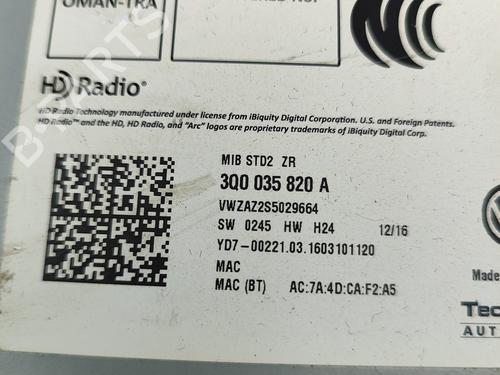 OMAN-TRA
HD Radio®
HD Radio Technology manufactured under license from iBiquity Digital Corporation. U.S. and Foreign Patents.
HD Radio™ and the HD, HD Radio, and "Arc" logos are proprietary trademarks of iBiquity Digital Corp.
MIB STD2 ZR
3Q0 035 820 A
VWZAZ2S5029664
SW 0245 HW H24 12/16
YD7-00221.03.1603101120
MAC
MAC (BT) AC:7A:4D:CA:F2:A5
Made
Tec
AUT
B-PARTS